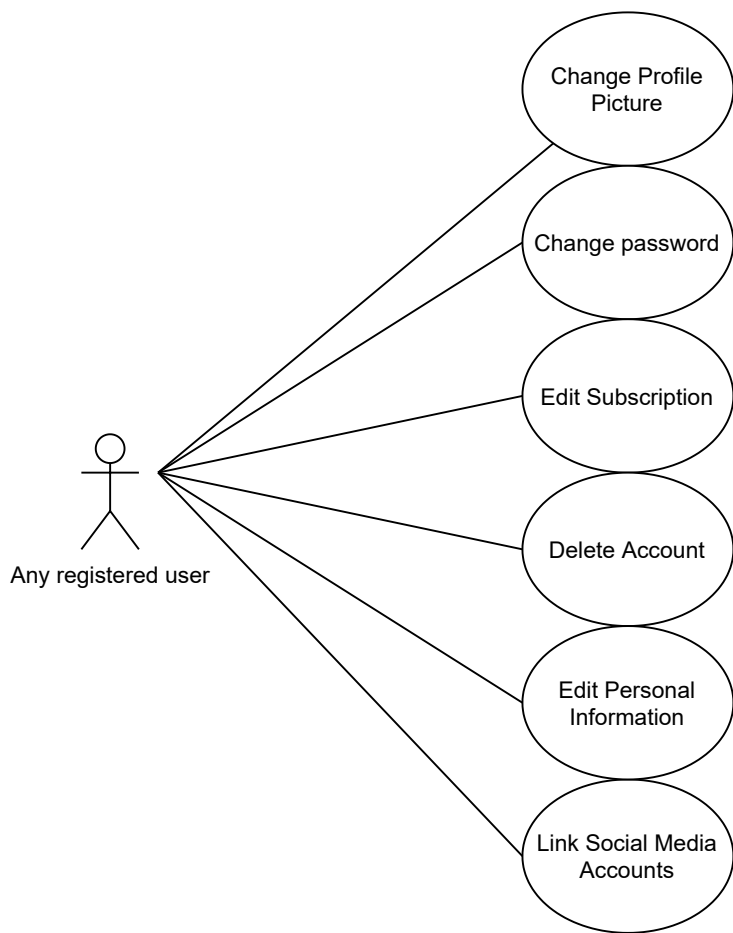 Change Profile
Picture
Change password
Edit Subscription
Delete Account
Any registered user
Edit Personal
Information
Link Social Media
Accounts